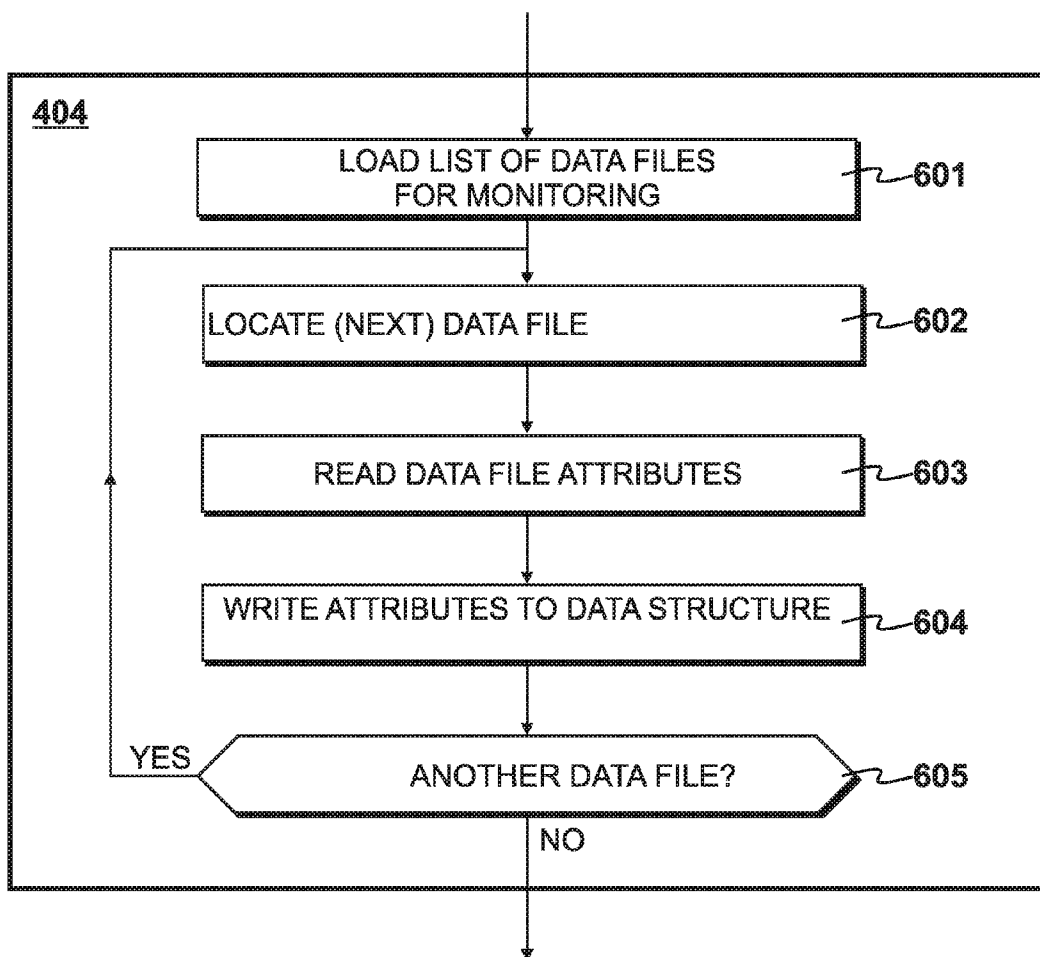 404
LOAD LIST OF DATA FILES
FOR MONITORING
601
LOCATE (NEXT) DATA FILE
602
READ DATA FILE ATTRIBUTES
603
WRITE ATTRIBUTES TO DATA STRUCTURE
604
YES
ANOTHER DATA FILE?
605
NO